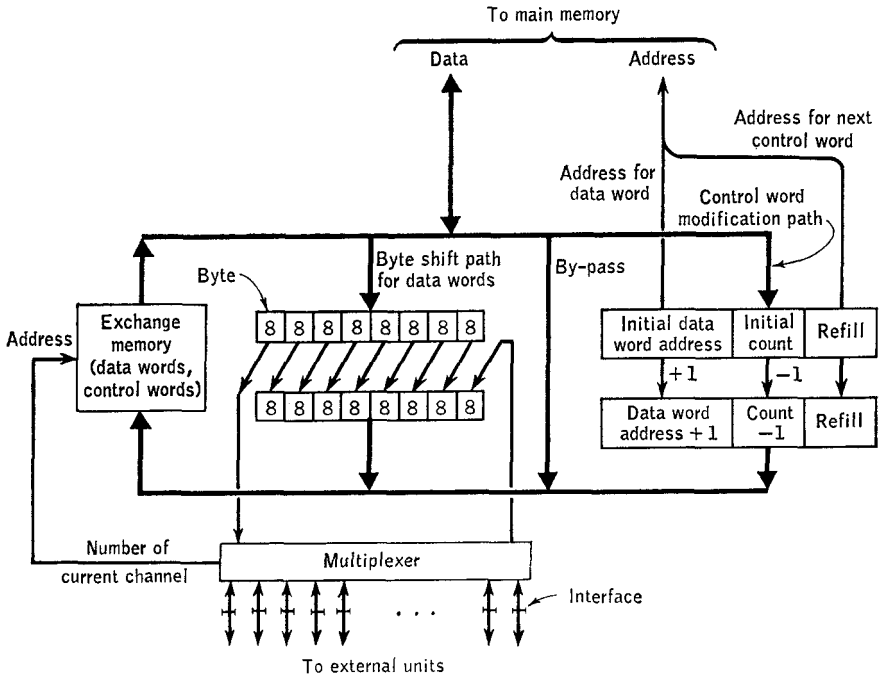 To main memory
Data
Address
Address for next
control word
Address for
data word
Control word
modification path
Byte shift path
for data words
By-pass
Byte
Address
Exchange
memory
(data words,
control words)
8 8 8 8 8 8 8 8
8 8 8 8 8 8 8 8
Initial data
word address
Initial
count
Refill
+1
-1
Data word
address +1
Count
-1
Refill
Number of
current channel
Multiplexer
. . .
Interface
To external units